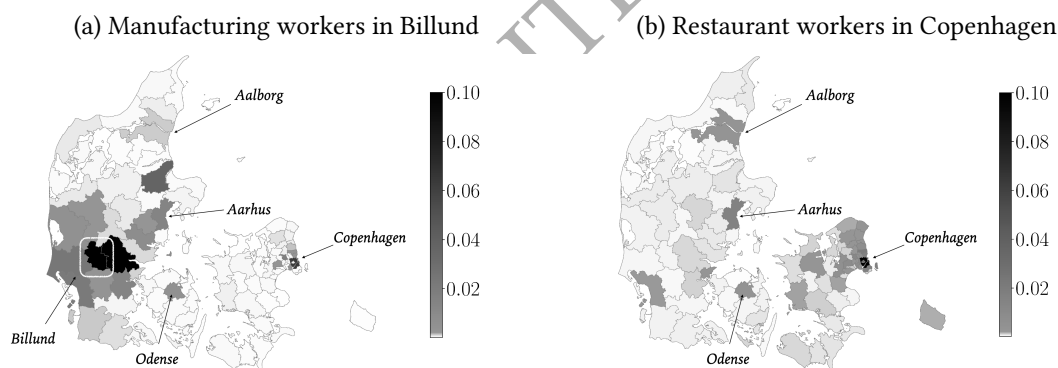 (a) Manufacturing workers in Billund
Aalborg
Aarhus
Copenhagen
Billund
Odense
0.10
0.08
0.06
0.04
0.02
(b) Restaurant workers in Copenhagen
Aalborg
Aarhus
Copenhagen
Odense
0.10
0.08
0.06
0.04
0.02